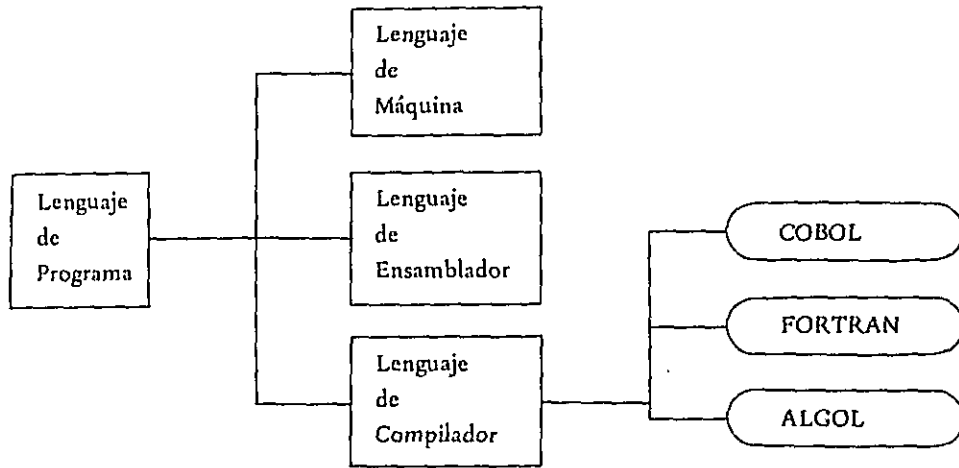 Lenguaje
de
Programa
Lenguaje
de
Máquina
Lenguaje
de
Ensamblador
Lenguaje
de
Compilador
COBOL
FORTRAN
ALGOL